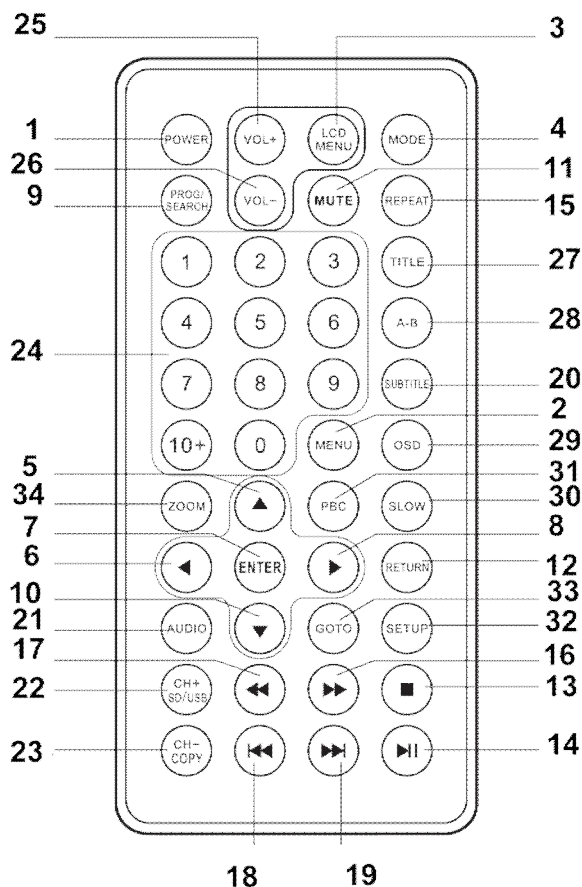 25
3
1
POWER
VOL+
LCD
MENU
MODE
4
26
9
PROG/
SEARCH
VOL-
MUTE
11
REPEAT
15
1
2
3
TITLE
27
4
5
6
A-B
28
24
7
8
9
SUBTITLE
20
2
10+
0
MENU
OSD
29
5
31
34
ZOOM
PBC
SLOW
30
7
8
6
ENTER
RETURN
12
10
33
21
AUDIO
GOTO
SETUP
32
17
16
22
CH+
SD/USB
13
23
CH-
COPY
14
18
19